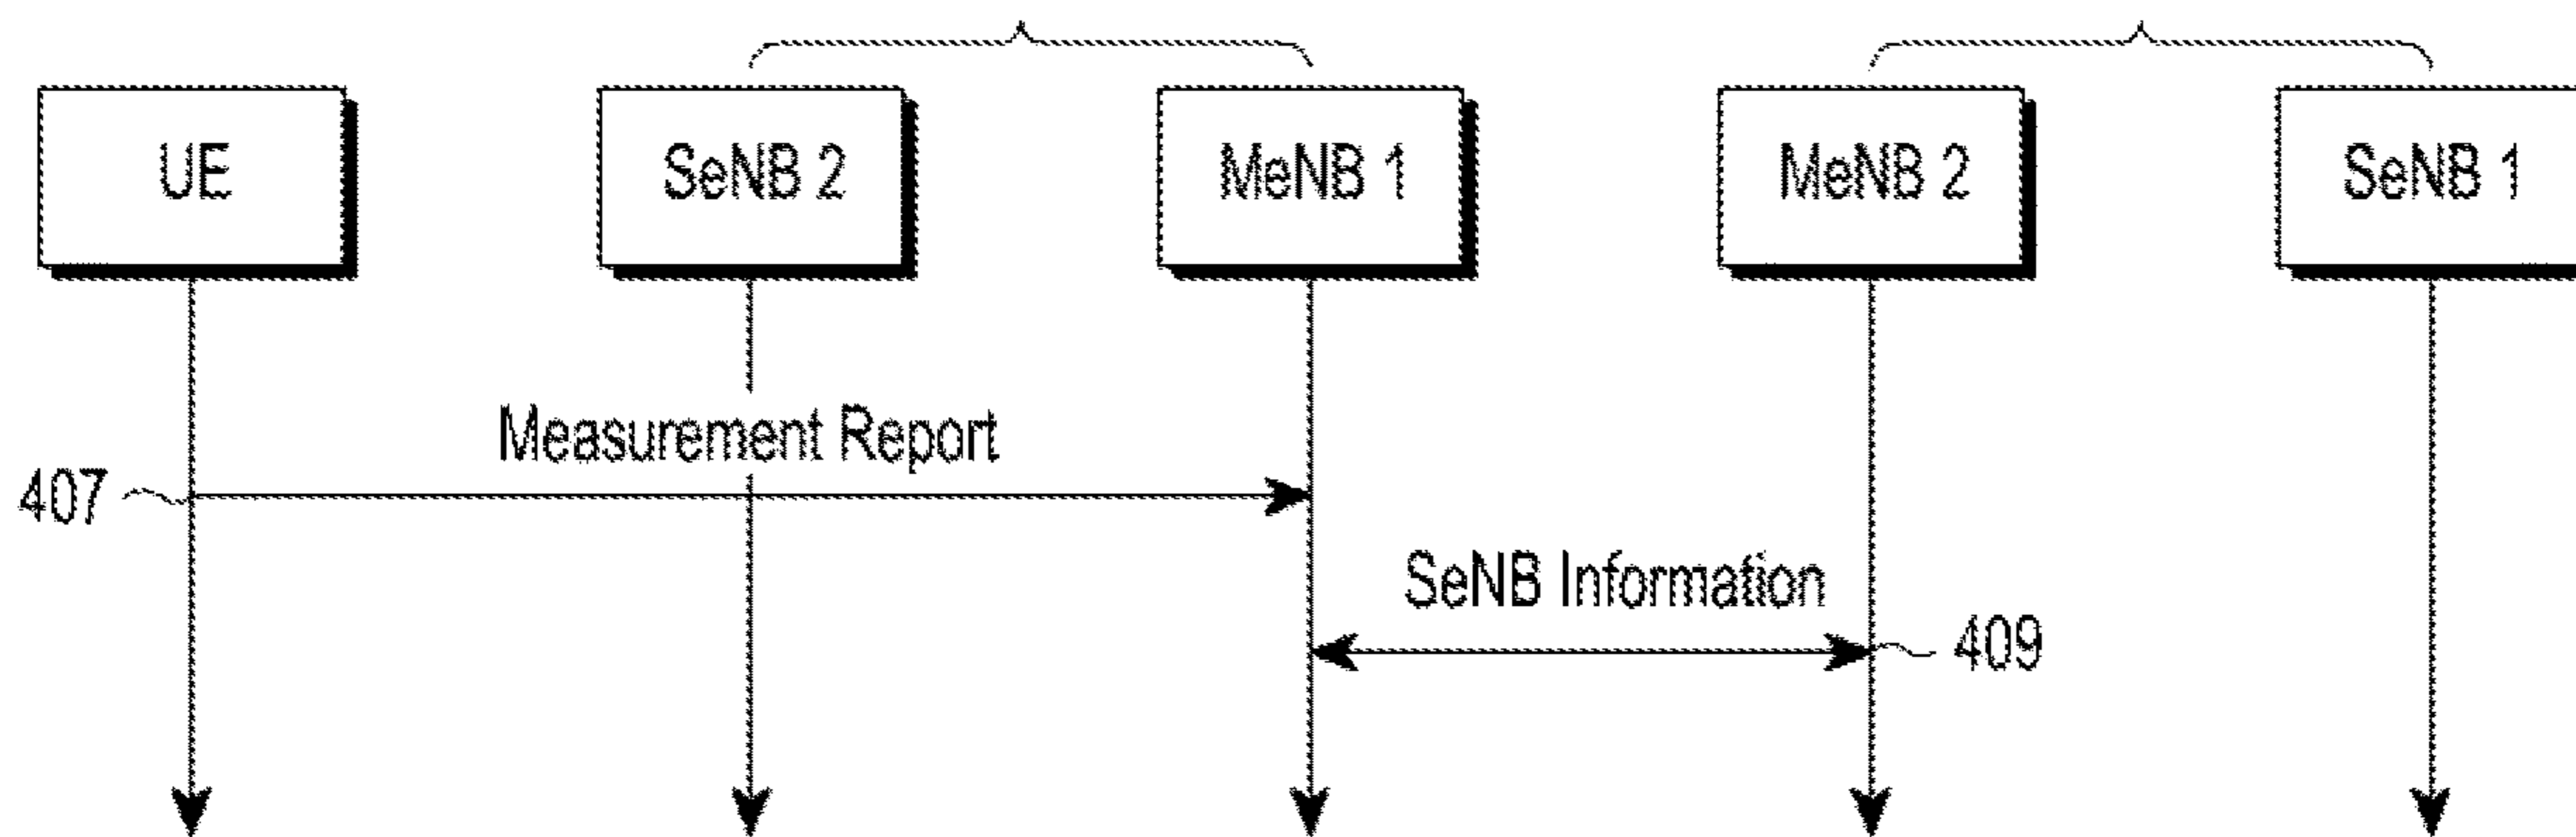 UE
SeNB 2
MeNB 1
MeNB 2
SeNB 1
Measurement Report
407
SeNB Information
409